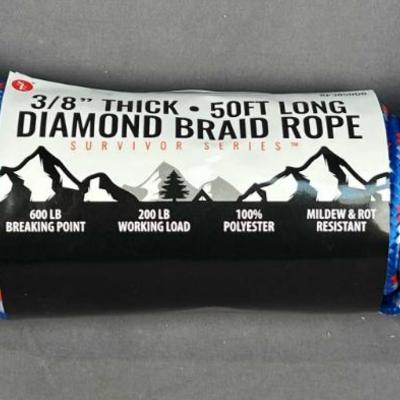 3/8" THICK • 50FT LONG
DIAMOND BRAID ROPE
SURVIVOR SERIES™
600 LB
BREAKING POINT
200 LB
WORKING LOAD
100%
POLYESTER
MILDEW & ROT
RESISTANT